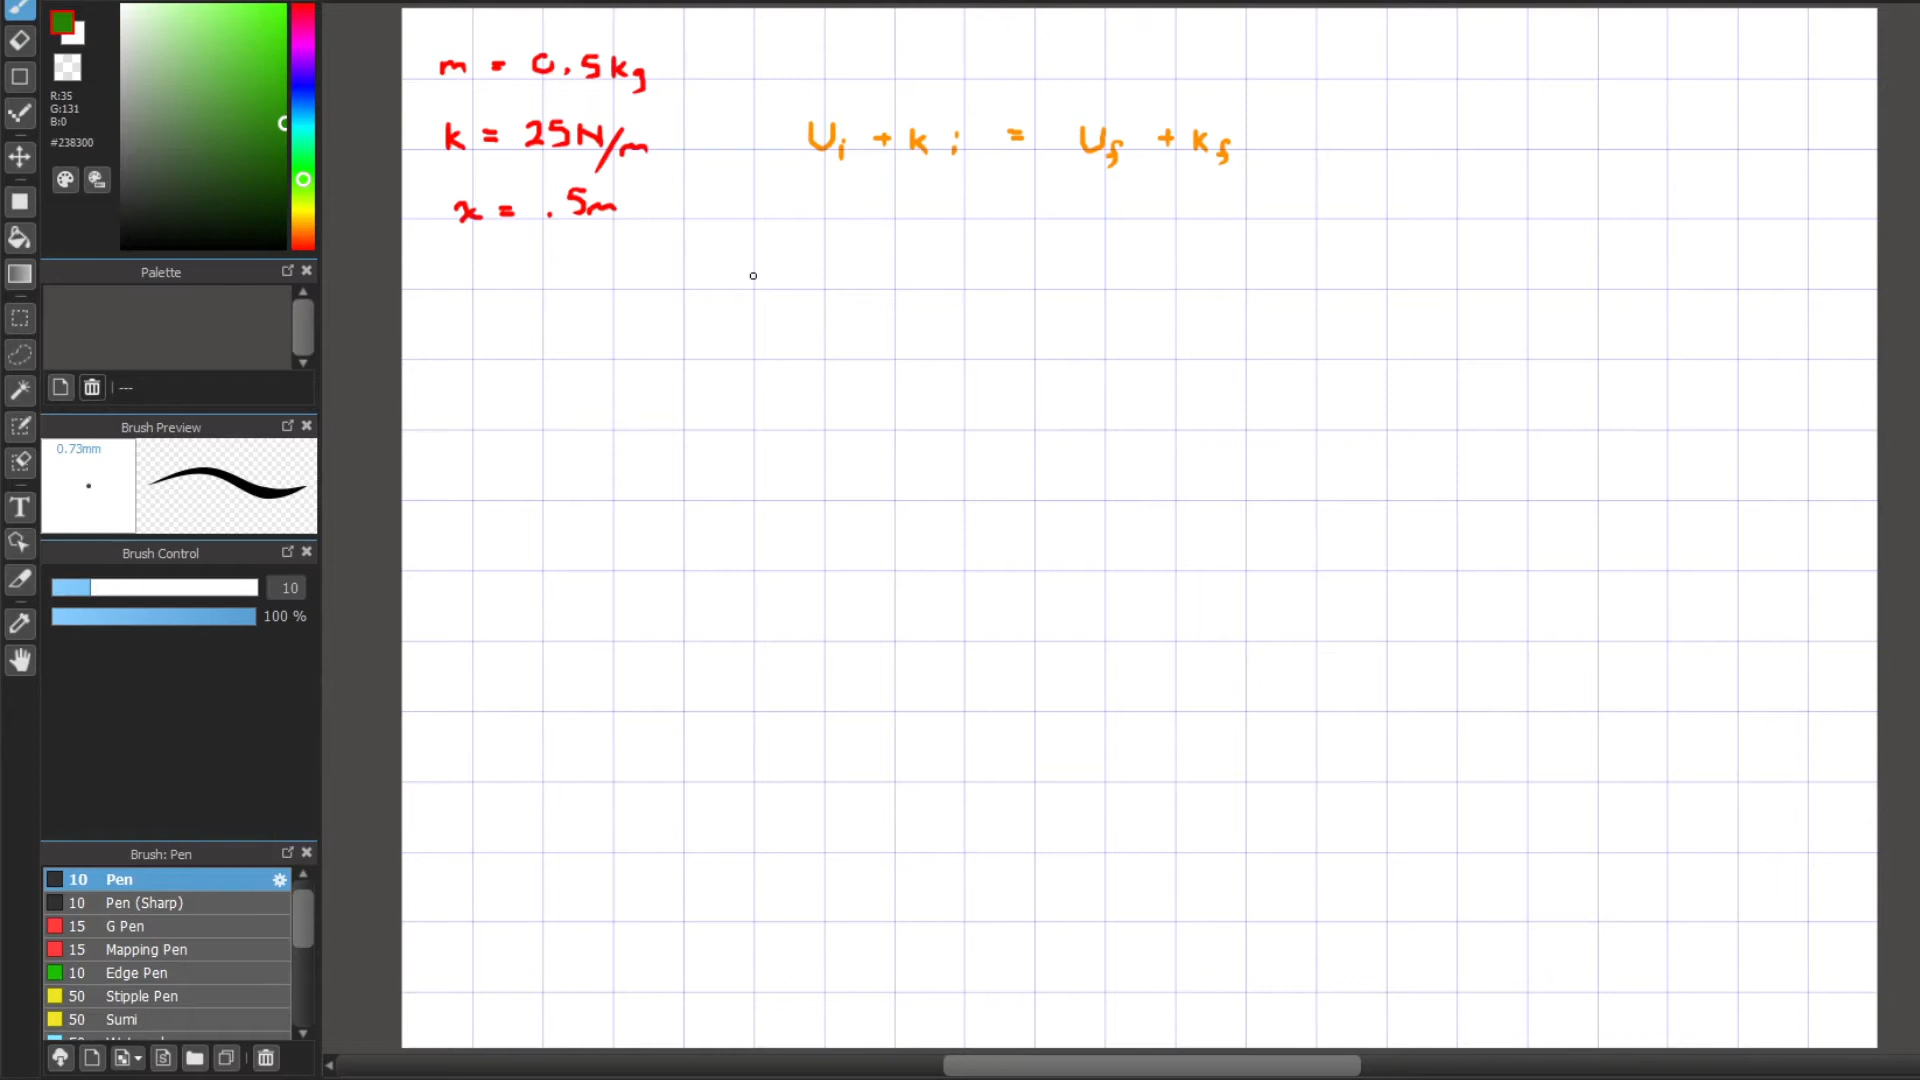 R:35
G:131
B:0
#238300
Palette
---
Brush Preview
0.73mm
Brush Control
10
100 %
Brush: Pen
10 Pen
10 Pen (Sharp)
15 G Pen
15 Mapping Pen
10 Edge Pen
50 Stipple Pen
50 Sumi
T
S
m = 0.5kg
k = 25N/m
x = .5m
Ui + ki = Uf + kf